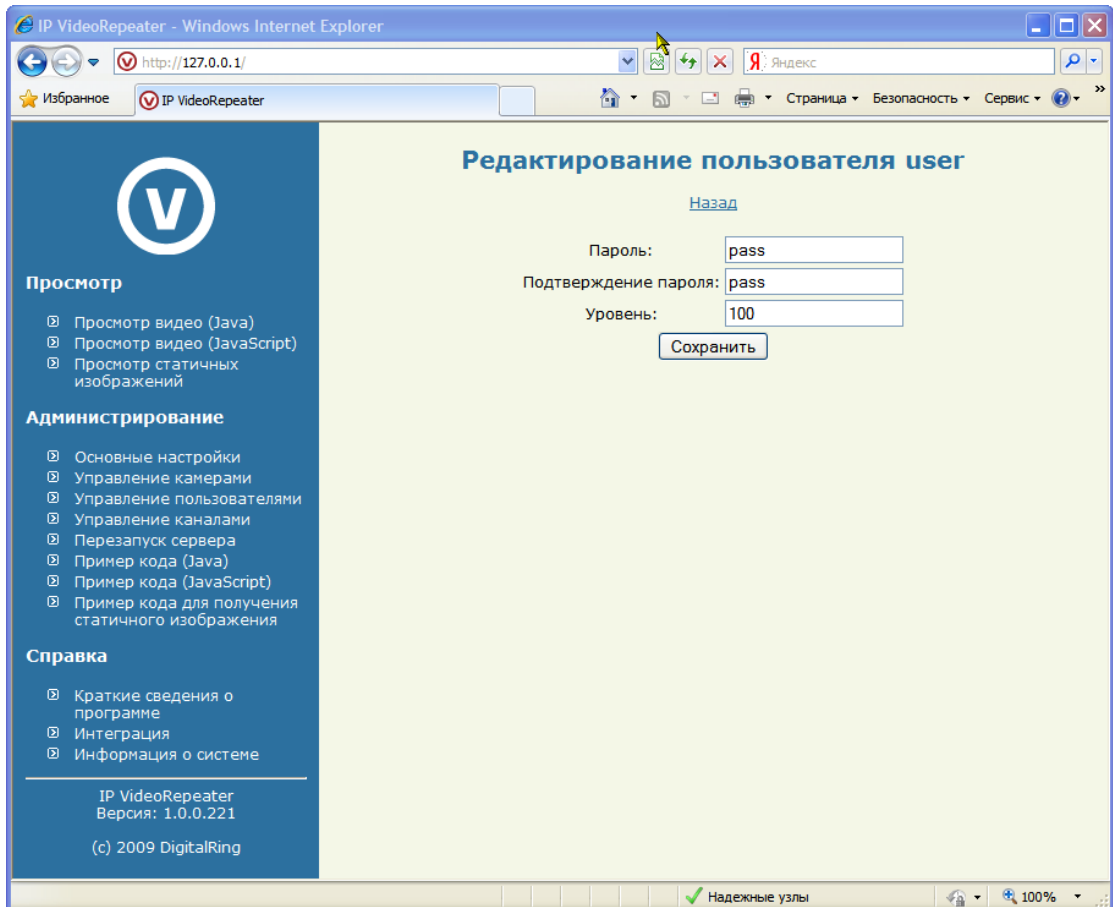 IP VideoRepeater - Windows Internet Explorer
http://127.0.0.1/
Яндекс
Избранное
IP VideoRepeater
Страница
Безопасность
Сервис
V
Просмотр
Просмотр видео (Java)
Просмотр видео (JavaScript)
Просмотр статичных
изображений
Администрирование
Основные настройки
Управление камерами
Управление пользователями
Управление каналами
Перезапуск сервера
Пример кода (Java)
Пример кода (JavaScript)
Пример кода для получения
статичного изображения
Справка
Краткие сведения о
программе
Интеграция
Информация о системе
IP VideoRepeater
Версия: 1.0.0.221
(c) 2009 DigitalRing
Редактирование пользователя user
Назад
Пароль: pass
Подтверждение пароля: pass
Уровень: 100
Сохранить
Надежные узлы
100%